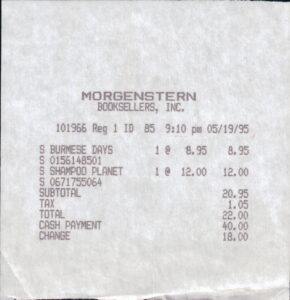 MORGENSTERN
BOOKSELLERS, INC.
101966 Reg 1 ID 85 9:10 pm 05/19/95
S BURMESE DAYS 1 @ 8.95 8.95
S 0156148501
S SHAMPOO PLANET 1 @ 12.00 12.00
S 0671755064
SUBTOTAL 20.95
TAX 1.05
TOTAL 22.00
CASH PAYMENT 40.00
CHANGE 18.00